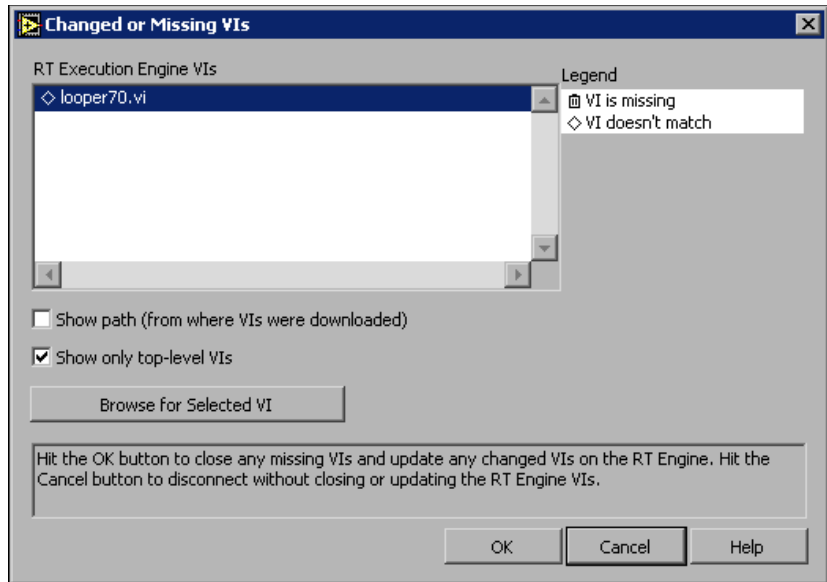 Changed or Missing VIs
RT Execution Engine VIs
looper70.vi
Legend
VI is missing
VI doesn't match
Show path (from where VIs were downloaded)
Show only top-level VIs
Browse for Selected VI
Hit the OK button to close any missing VIs and update any changed VIs on the RT Engine. Hit the
Cancel button to disconnect without closing or updating the RT Engine VIs.
OK
Cancel
Help